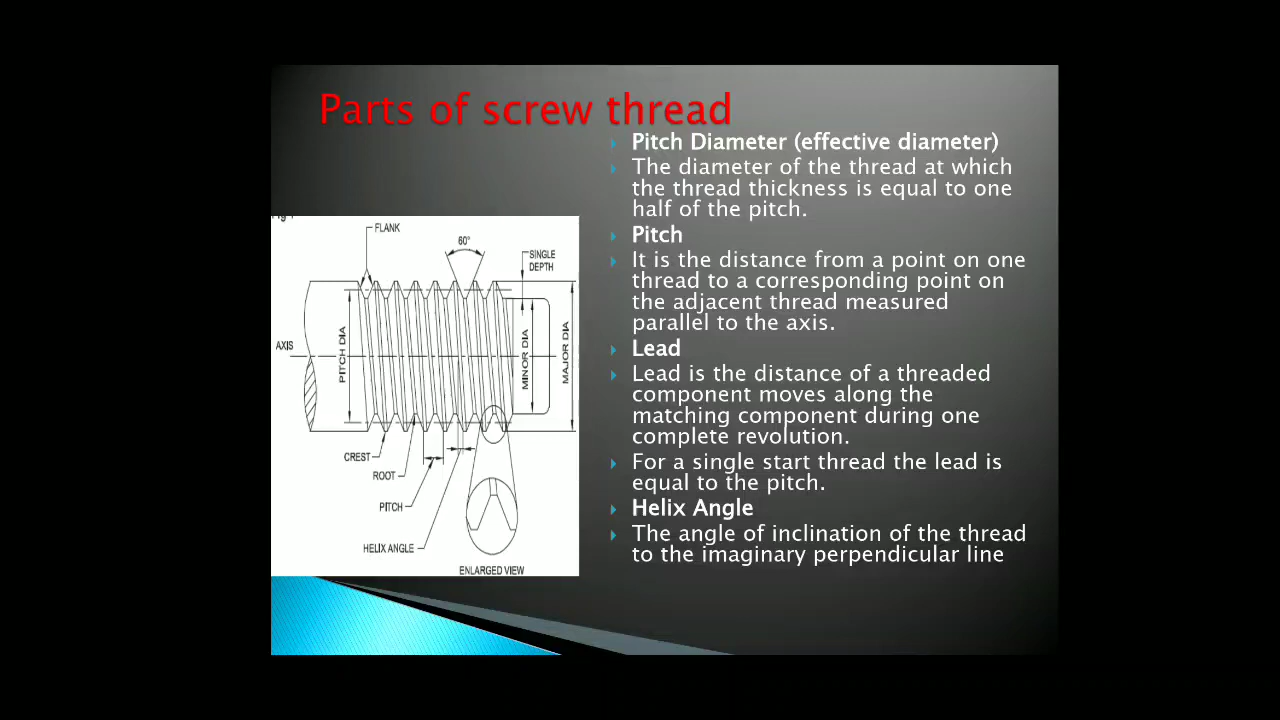 Parts of screw thread
Pitch Diameter (effective diameter)
The diameter of the thread at which
the thread thickness is equal to one
half of the pitch.
Pitch
It is the distance from a point on one
thread to a corresponding point on
the adjacent thread measured
parallel to the axis.
Lead
Lead is the distance of a threaded
component moves along the
matching component during one
complete revolution.
For a single start thread the lead is
equal to the pitch.
Helix Angle
The angle of inclination of the thread
to the imaginary perpendicular line
FLANK
60°
SINGLE
DEPTH
AXIS
PITCH DIA
MINOR DIA
MAJOR DIA
CREST
ROOT
PITCH
HELIX ANGLE
ENLARGED VIEW